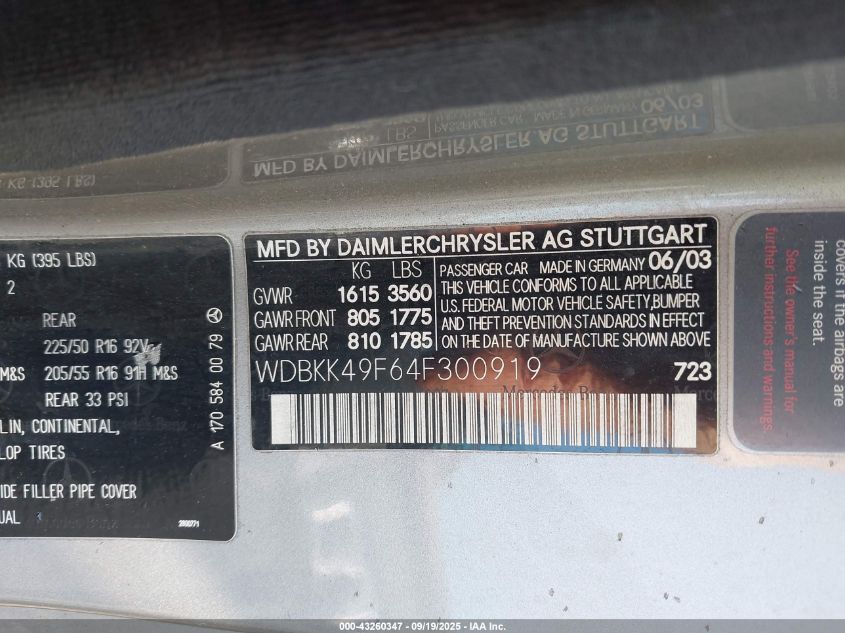 KG (395 LBS)
2
REAR
225/50 R16 92V
M&S 205/55 R16 91H M&S
REAR 33 PSI
LIN, CONTINENTAL,
LOP TIRES
IDE FILLER PIPE COVER
UAL
2880771
A 170 584 00 79
MFD BY DAIMLERCHRYSLER AG STUTTGART
KG LBS
GVWR 1615 3560
GAWR FRONT 805 1775
GAWR REAR 810 1785
PASSENGER CAR MADE IN GERMANY 06/03
THIS VEHICLE CONFORMS TO ALL APPLICABLE
U.S. FEDERAL MOTOR VEHICLE SAFETY,BUMPER
AND THEFT PREVENTION STANDARDS IN EFFECT
ON THE DATE OF MANUFACTURE SHOWN ABOVE
WDBKK49F64F300919
723
Mercedes-Benz
if the airbags are
inside the seat.
See the owner's manual for
further instructions and warnings.
000-43260347 - 09/19/2025 - IAA Inc.